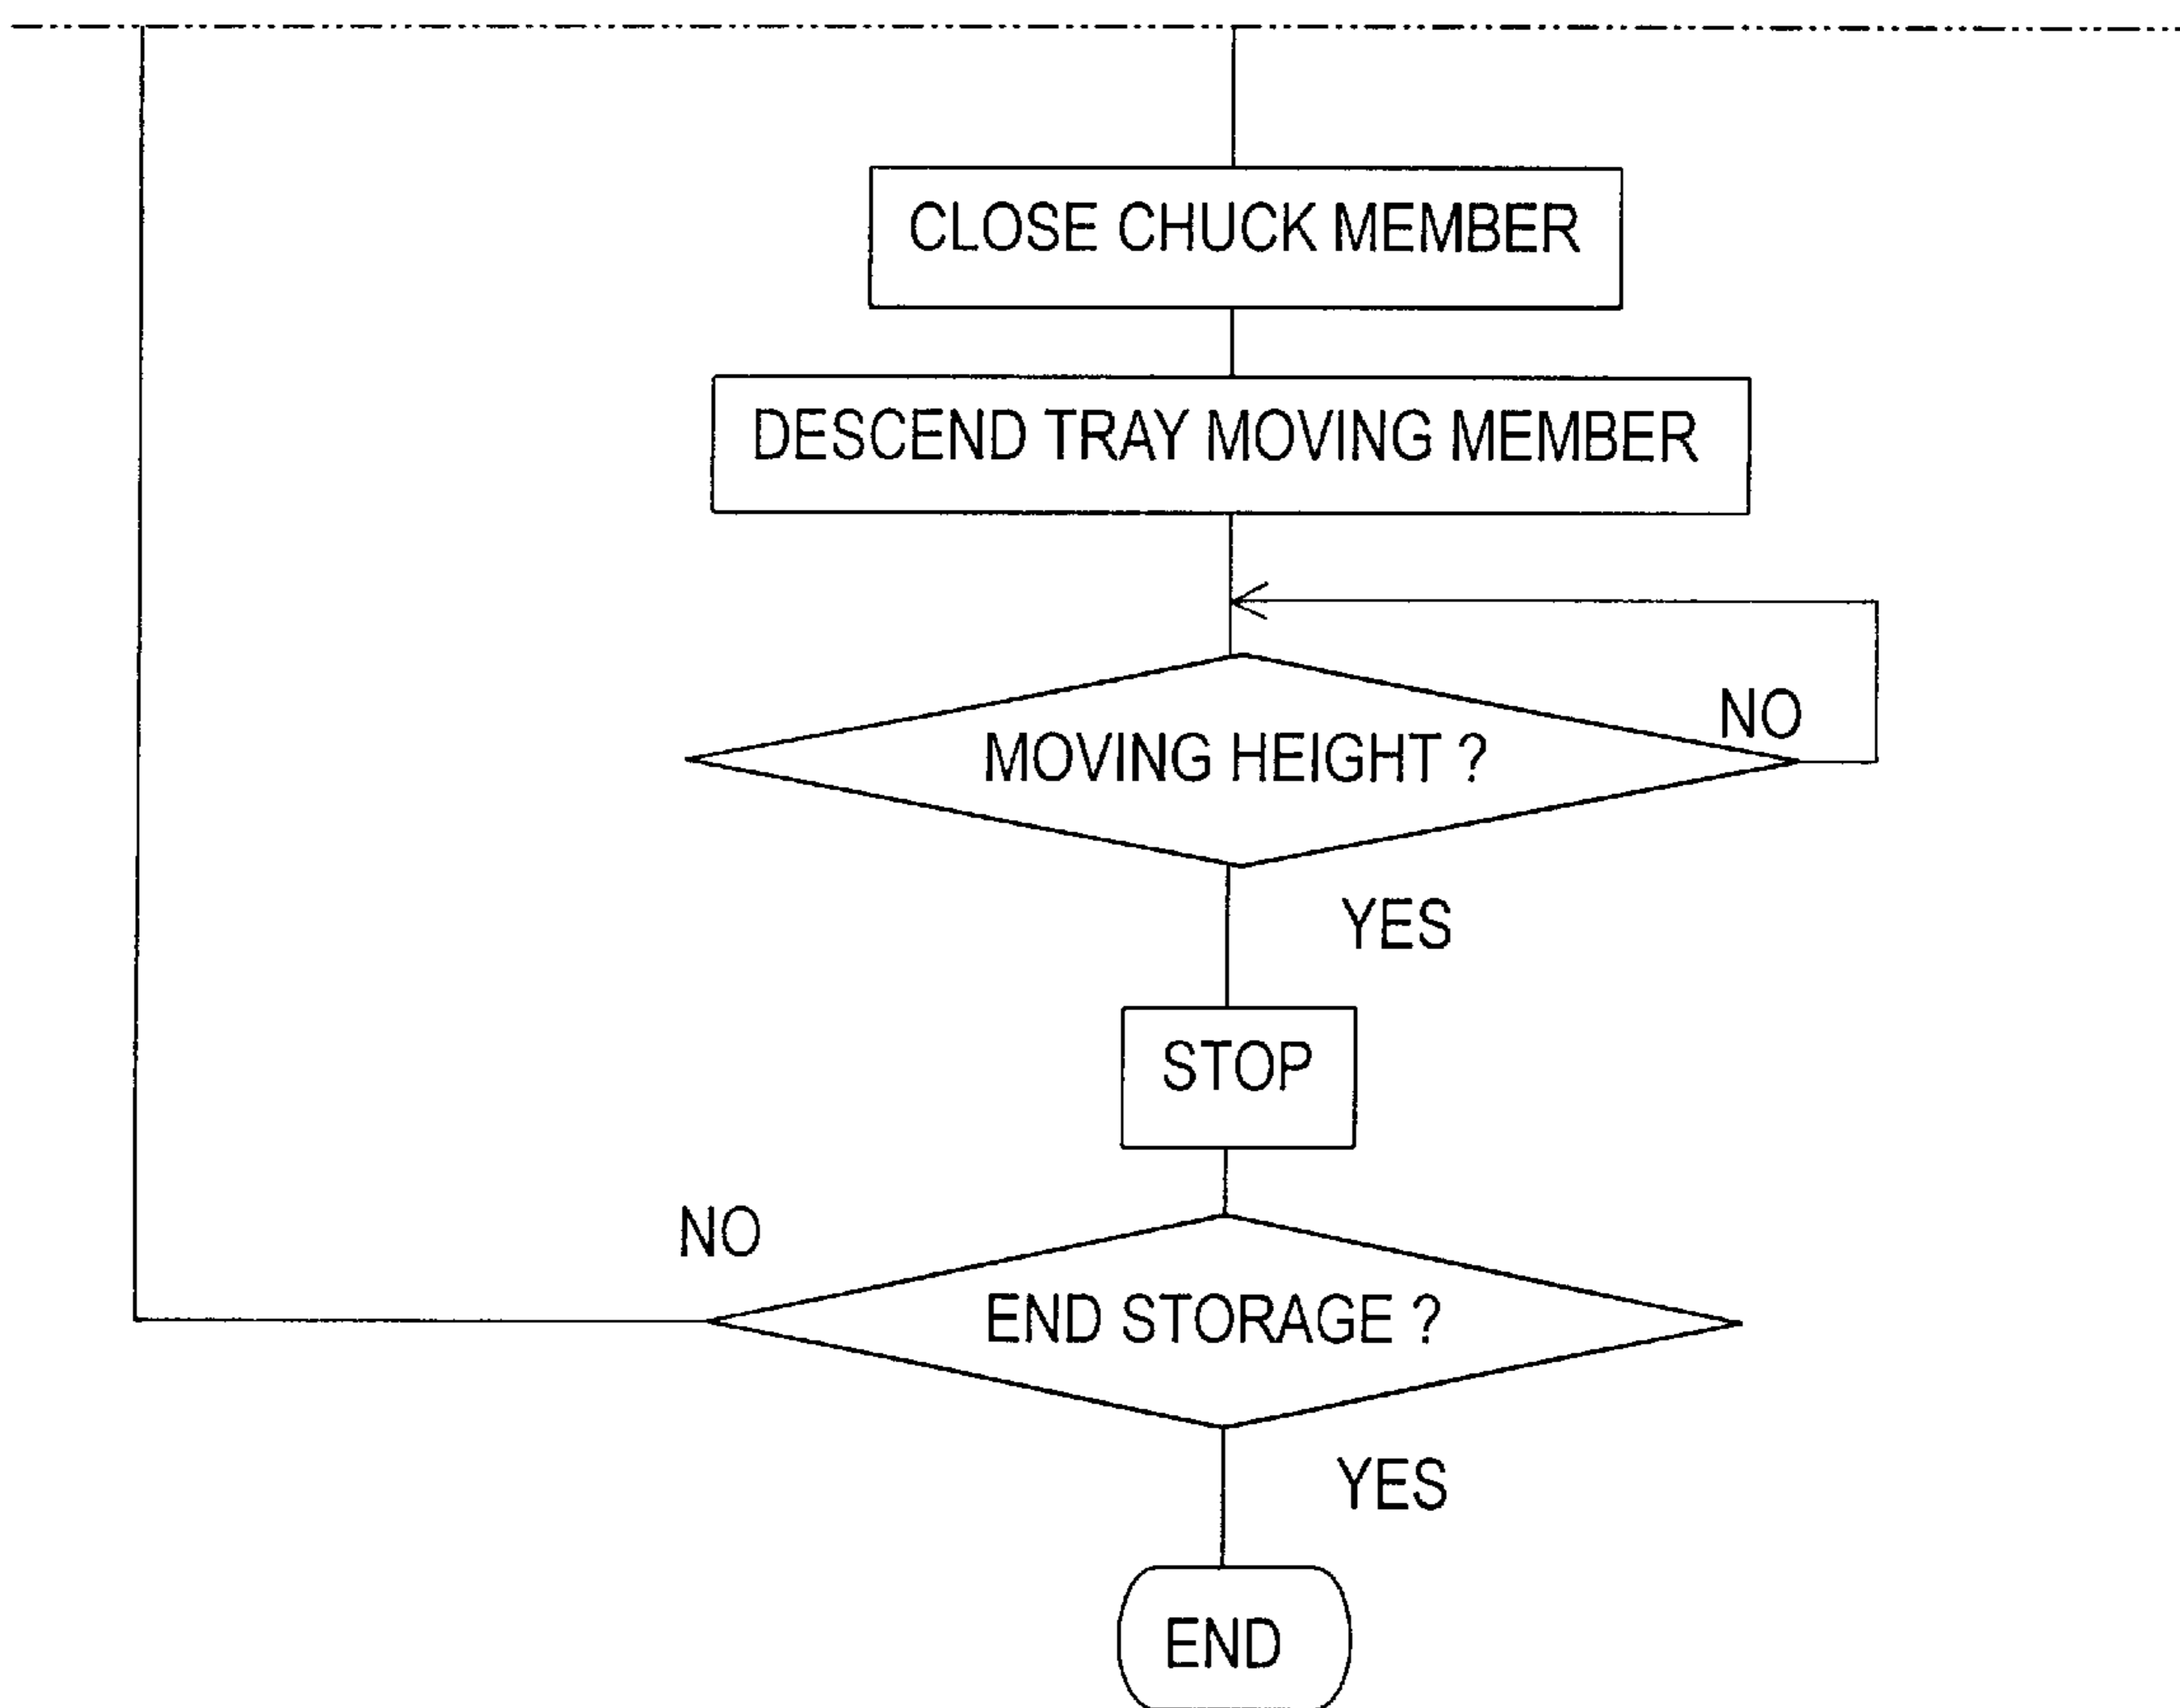 CLOSE CHUCK MEMBER
DESCEND TRAY MOVING MEMBER
NO
MOVING HEIGHT ?
YES
STOP
NO
END STORAGE ?
YES
END